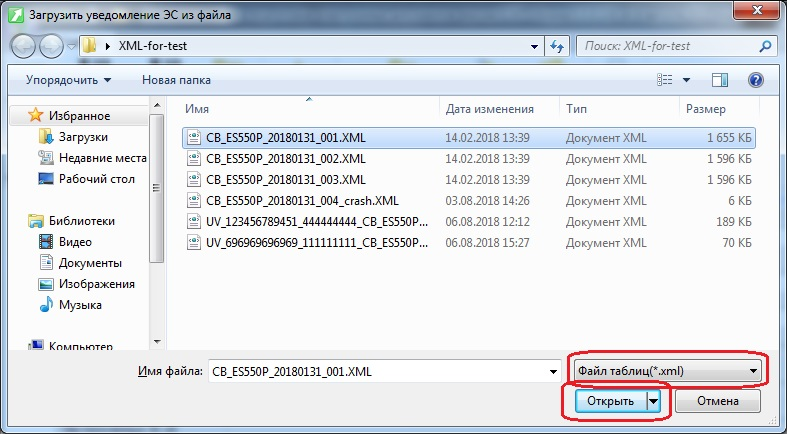 Загрузить уведомление ЭС из файла
XML-for-test
Поиск: XML-for-test
Упорядочить
Новая папка
Избранное
Загрузки
Недавние места
Рабочий стол
Библиотеки
Видео
Документы
Изображения
Музыка
Компьютер
Имя Дата изменения Тип Размер
CB_ES550P_20180131_001.XML 14.02.2018 13:39 Документ XML 1 655 КБ
CB_ES550P_20180131_002.XML 14.02.2018 13:39 Документ XML 1 596 КБ
CB_ES550P_20180131_003.XML 14.02.2018 13:39 Документ XML 1 596 КБ
CB_ES550P_20180131_004_crash.XML 03.08.2018 14:26 Документ XML 6 КБ
UV_123456789451_444444444_CB_ES550P... 06.08.2018 12:12 Документ XML 189 КБ
UV_696969696969_111111111_CB_ES550P... 06.08.2018 15:27 Документ XML 70 КБ
Имя файла: CB_ES550P_20180131_001.XML
Файл таблиц(*.xml)
Открыть
Отмена